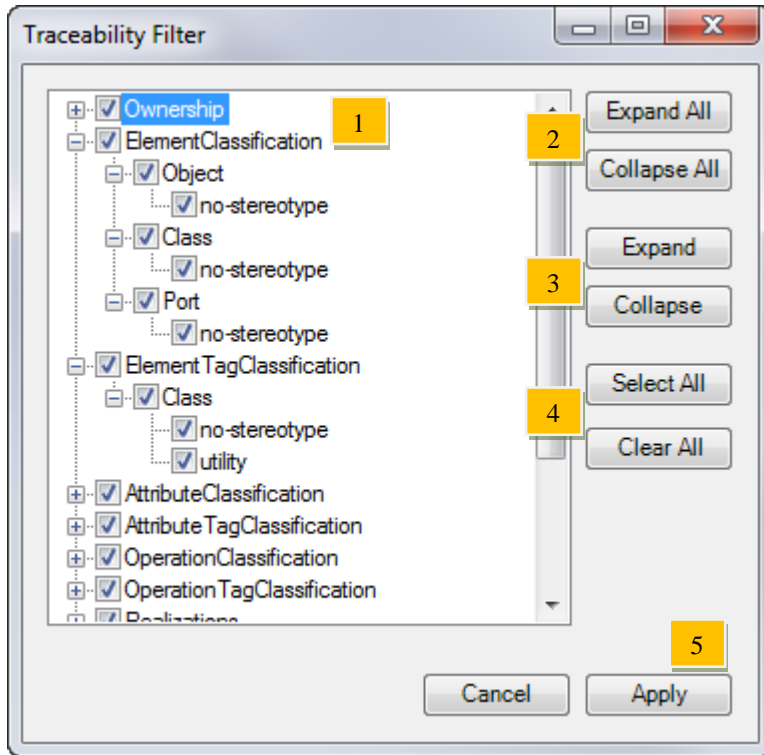 Traceability Filter
Ownership
1
Expand All
ElementClassification
2
Object
Collapse All
no-stereotype
Class
Expand
no-stereotype
3
Port
Collapse
no-stereotype
ElementTagClassification
Select All
Class
4
no-stereotype
Clear All
utility
AttributeClassification
AttributeTagClassification
OperationClassification
OperationTagClassification
Realizations
5
Cancel
Apply